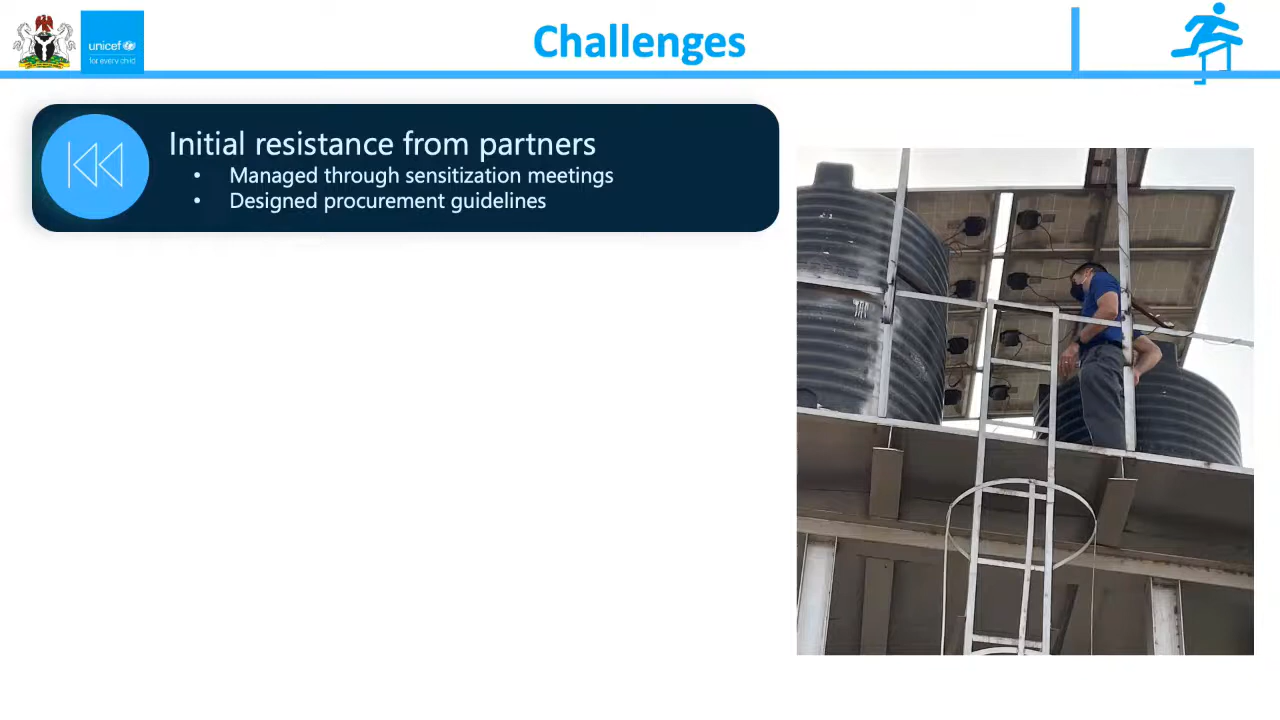 unicef
for every child
Challenges
Initial resistance from partners
• Managed through sensitization meetings
• Designed procurement guidelines